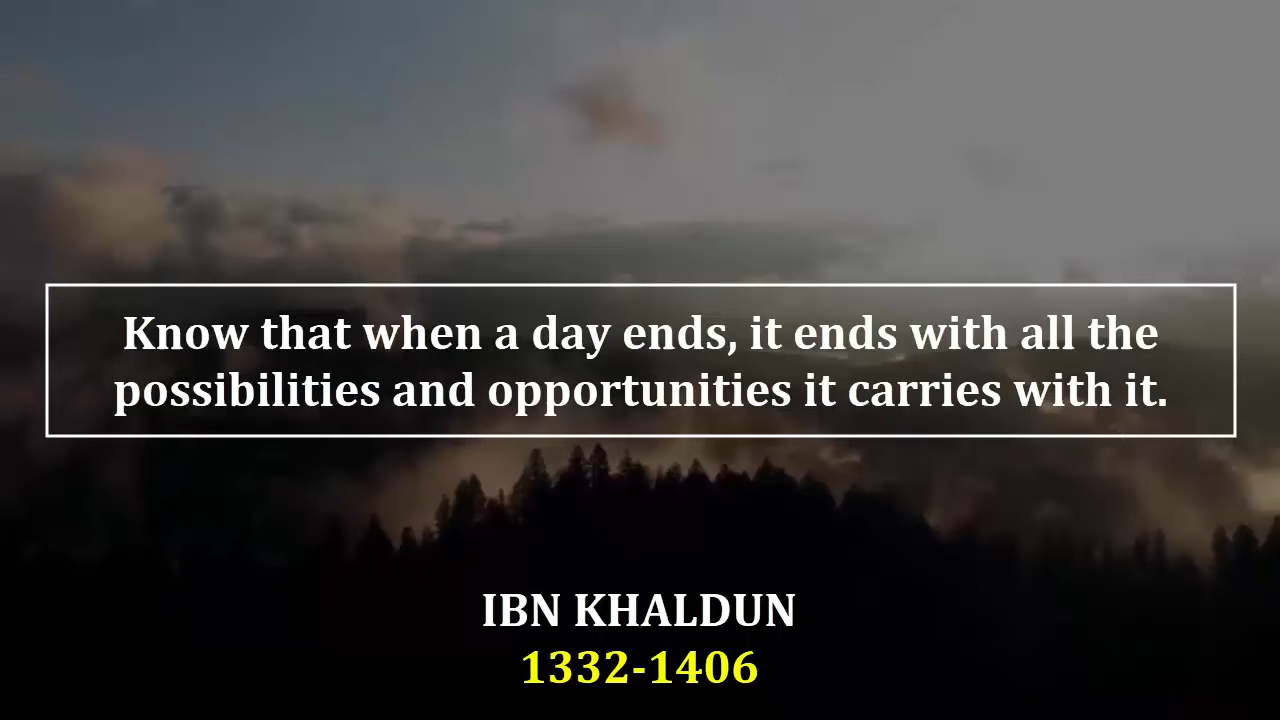 Know that when a day ends, it ends with all the
possibilities and opportunities it carries with it.
IBN KHALDUN
1332-1406